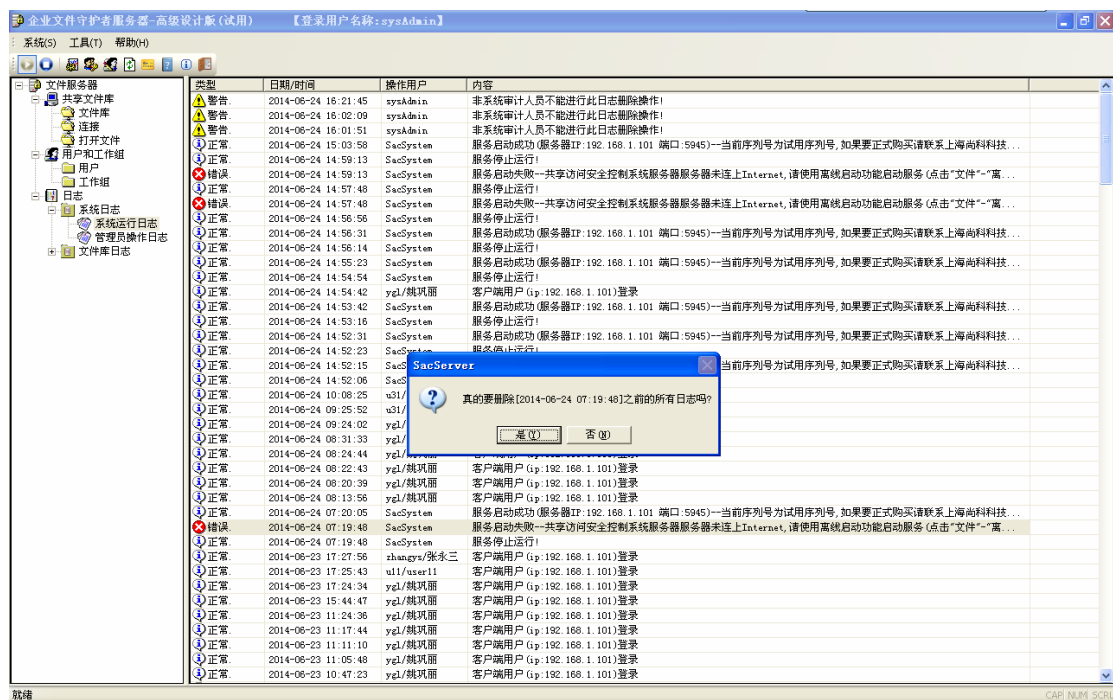 企业文件守护者服务器-高级设计版(试用) 【登录用户名称:sysAdmin】
系统(S) 工具(T) 帮助(H)
文件服务器
共享文件库
文件库
连接
打开文件
用户和工作组
用户
工作组
日志
系统日志
系统运行日志
管理员操作日志
文件库日志
类型 日期/时间 操作用户 内容
警告. 2014-06-24 16:21:45 sysAdmin 非系统审计人员不能进行此日志删除操作!
警告. 2014-06-24 16:02:09 sysAdmin 非系统审计人员不能进行此日志删除操作!
警告. 2014-06-24 16:01:51 sysAdmin 非系统审计人员不能进行此日志删除操作!
正常. 2014-06-24 15:03:58 SacSystem 服务启动成功(服务器IP:192.168.1.101 端口:5945)--当前序列号为试用序列号,如果要正式购买请联系上海尚科科技...
正常. 2014-06-24 14:59:13 SacSystem 服务停止运行!
错误. 2014-06-24 14:59:13 SacSystem 服务启动失败--共享访问安全控制系统服务器服务器未连上Internet,请使用离线启动功能启动服务(点击"文件"-"离...
正常. 2014-06-24 14:57:48 SacSystem 服务停止运行!
错误. 2014-06-24 14:57:48 SacSystem 服务启动失败--共享访问安全控制系统服务器服务器未连上Internet,请使用离线启动功能启动服务(点击"文件"-"离...
正常. 2014-06-24 14:56:56 SacSystem 服务停止运行!
正常. 2014-06-24 14:56:31 SacSystem 服务启动成功(服务器IP:192.168.1.101 端口:5945)--当前序列号为试用序列号,如果要正式购买请联系上海尚科科技...
正常. 2014-06-24 14:56:14 SacSystem 服务停止运行!
正常. 2014-06-24 14:55:23 SacSystem 服务启动成功(服务器IP:192.168.1.101 端口:5945)--当前序列号为试用序列号,如果要正式购买请联系上海尚科科技...
正常. 2014-06-24 14:54:54 SacSystem 服务停止运行!
正常. 2014-06-24 14:54:42 ygl/姚巩丽 客户端用户(ip:192.168.1.101)登录
正常. 2014-06-24 14:53:42 SacSystem 服务启动成功(服务器IP:192.168.1.101 端口:5945)--当前序列号为试用序列号,如果要正式购买请联系上海尚科科技...
正常. 2014-06-24 14:53:16 SacSystem 服务停止运行!
正常. 2014-06-24 14:52:31 SacSystem 服务启动成功(服务器IP:192.168.1.101 端口:5945)--当前序列号为试用序列号,如果要正式购买请联系上海尚科科技...
正常. 2014-06-24 14:52:23 SacSystem 服务停止运行!
正常. 2014-06-24 14:52:15 SacS 当前序列号为试用序列号,如果要正式购买请联系上海尚科科技...
正常. 2014-06-24 14:52:06 SacS
正常. 2014-06-24 10:08:25 u31/
正常. 2014-06-24 09:25:52 u31/
正常. 2014-06-24 09:24:02 ygl/
正常. 2014-06-24 08:31:33 ygl/
正常. 2014-06-24 08:24:44 ygl/
SacServer
真的要删除[2014-06-24 07:19:48]之前的所有日志吗?
是(Y) 否(N)
正常. 2014-06-24 08:22:43 ygl/姚巩丽 客户端用户(ip:192.168.1.101)登录
正常. 2014-06-24 08:20:39 ygl/姚巩丽 客户端用户(ip:192.168.1.101)登录
正常. 2014-06-24 08:13:56 ygl/姚巩丽 客户端用户(ip:192.168.1.101)登录
正常. 2014-06-24 07:20:05 SacSystem 服务启动成功(服务器IP:192.168.1.101 端口:5945)--当前序列号为试用序列号,如果要正式购买请联系上海尚科科技...
错误. 2014-06-24 07:19:48 SacSystem 服务启动失败--共享访问安全控制系统服务器服务器未连上Internet,请使用离线启动功能启动服务(点击"文件"-"离...
正常. 2014-06-24 07:19:48 SacSystem 服务停止运行!
正常. 2014-06-23 17:27:56 zhangys/张永三 客户端用户(ip:192.168.1.101)登录
正常. 2014-06-23 17:25:43 u11/user11 客户端用户(ip:192.168.1.101)登录
正常. 2014-06-23 17:24:34 ygl/姚巩丽 客户端用户(ip:192.168.1.101)登录
正常. 2014-06-23 15:44:47 ygl/姚巩丽 客户端用户(ip:192.168.1.101)登录
正常. 2014-06-23 11:24:36 ygl/姚巩丽 客户端用户(ip:192.168.1.101)登录
正常. 2014-06-23 11:17:44 ygl/姚巩丽 客户端用户(ip:192.168.1.101)登录
正常. 2014-06-23 11:11:10 ygl/姚巩丽 客户端用户(ip:192.168.1.101)登录
正常. 2014-06-23 11:05:48 ygl/姚巩丽 客户端用户(ip:192.168.1.101)登录
正常. 2014-06-23 10:47:23 ygl/姚巩丽 客户端用户(ip:192.168.1.101)登录
就绪 CAP NUM SCRL